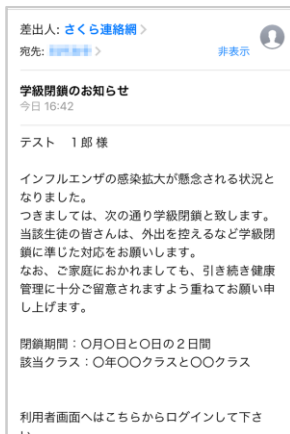 差出人: さくら連絡網
宛先:
非表示
学級閉鎖のお知らせ
今日 16:42
テスト　１郎 様
インフルエンザの感染拡大が懸念される状況と
なりました。
つきましては、次の通り学級閉鎖と致します。
当該生徒の皆さんは、外出を控えるなど学級閉
鎖に準じた対応をお願いします。
なお、ご家庭におかれましても、引き続き健康
管理に十分ご留意されますよう重ねてお願い申
し上げます。
閉鎖期間：〇月〇日と〇日の２日間
該当クラス：〇年〇〇クラスと〇〇クラス
利用者画面へはこちらからログインして下さ